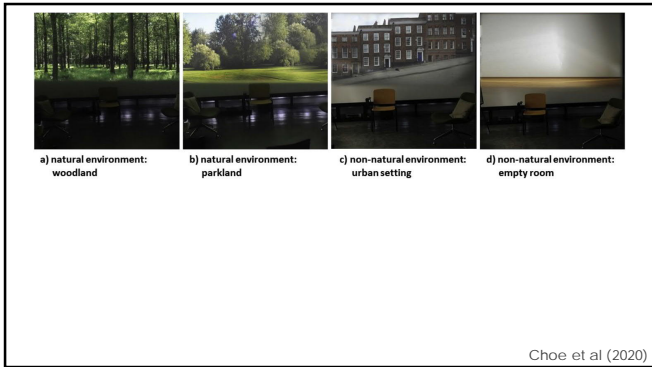 a) natural environment:
woodland
b) natural environment:
parkland
c) non-natural environment:
urban setting
d) non-natural environment:
empty room
Choe et al (2020)